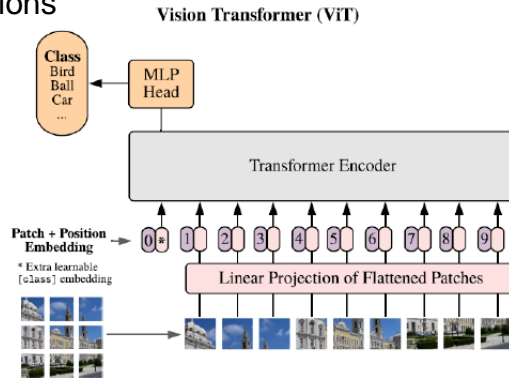 ions
Vision Transformer (ViT)
Class
Bird
Ball
Car
...
MLP
Head
Transformer Encoder
Patch + Position
Embedding
0 * 1 2 3 4 5 6 7 8 9
* Extra learnable
[class] embedding
Linear Projection of Flattened Patches